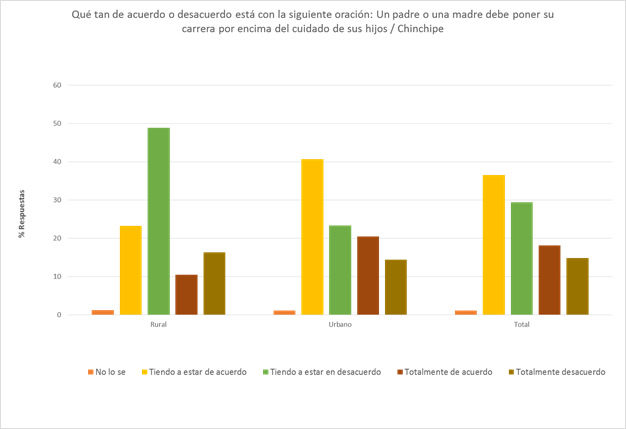 Qué tan de acuerdo o desacuerdo está con la siguiente oración: Un padre o una madre debe poner su
carrera por encima del cuidado de sus hijos / Chinchipe
60
50
40
30
20
10
0
% Respuestas
Rural
Urbano
Total
No lo se
Tiendo a estar de acuerdo
Tiendo a estar en desacuerdo
Totalmente de acuerdo
Totalmente desacuerdo